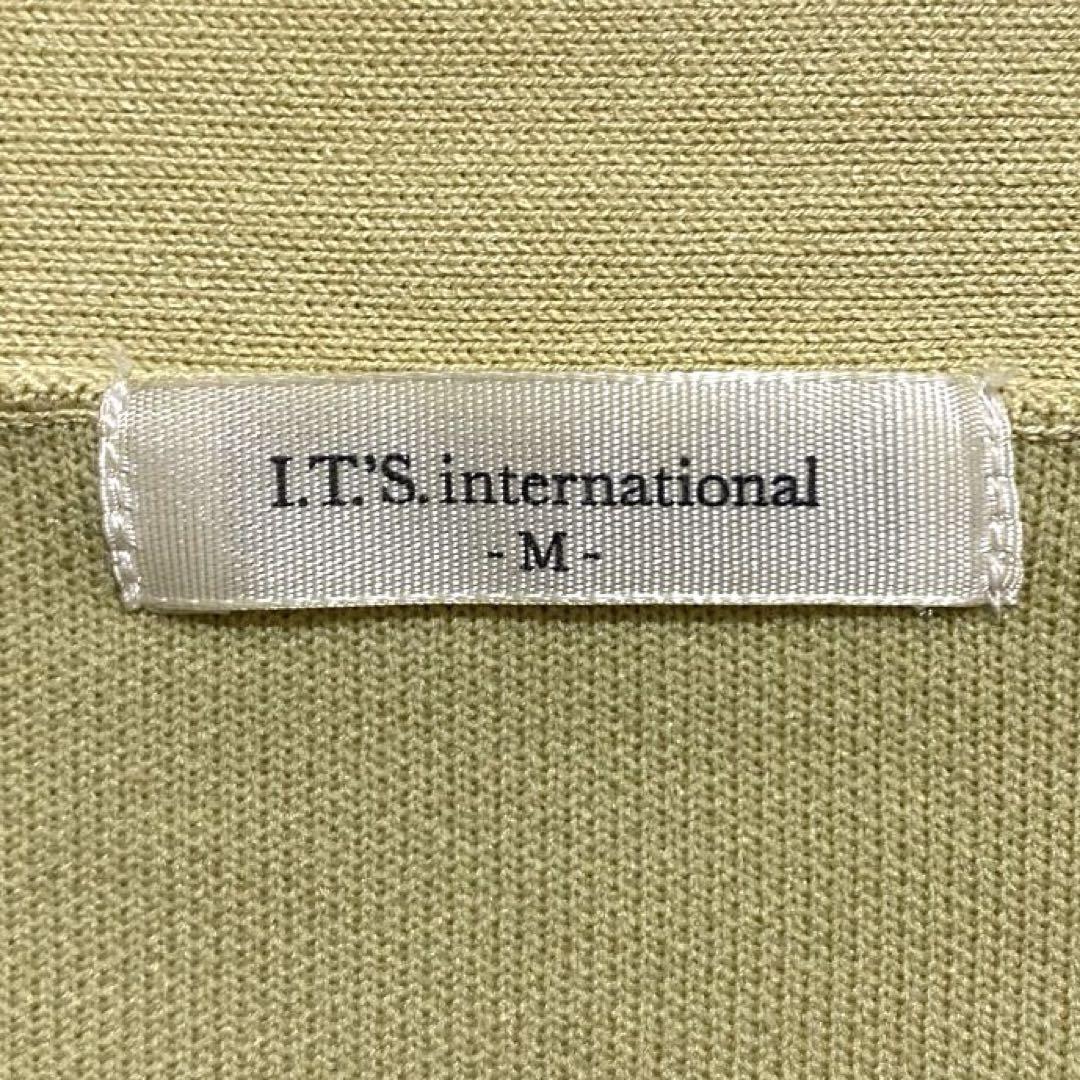 I.T.'S. international
- M -